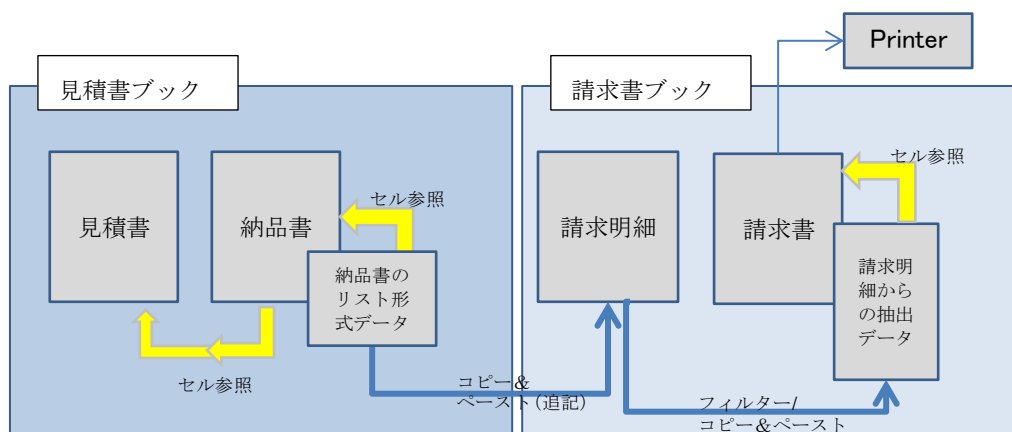 Printer
見積書ブック
請求書ブック
見積書
納品書
セル参照
納品書の
リスト形
式データ
セル参照
コピー&
ペースト(追記)
請求明細
請求書
セル参照
請求明
細から
の抽出
データ
フィルター/
コピー&ペースト